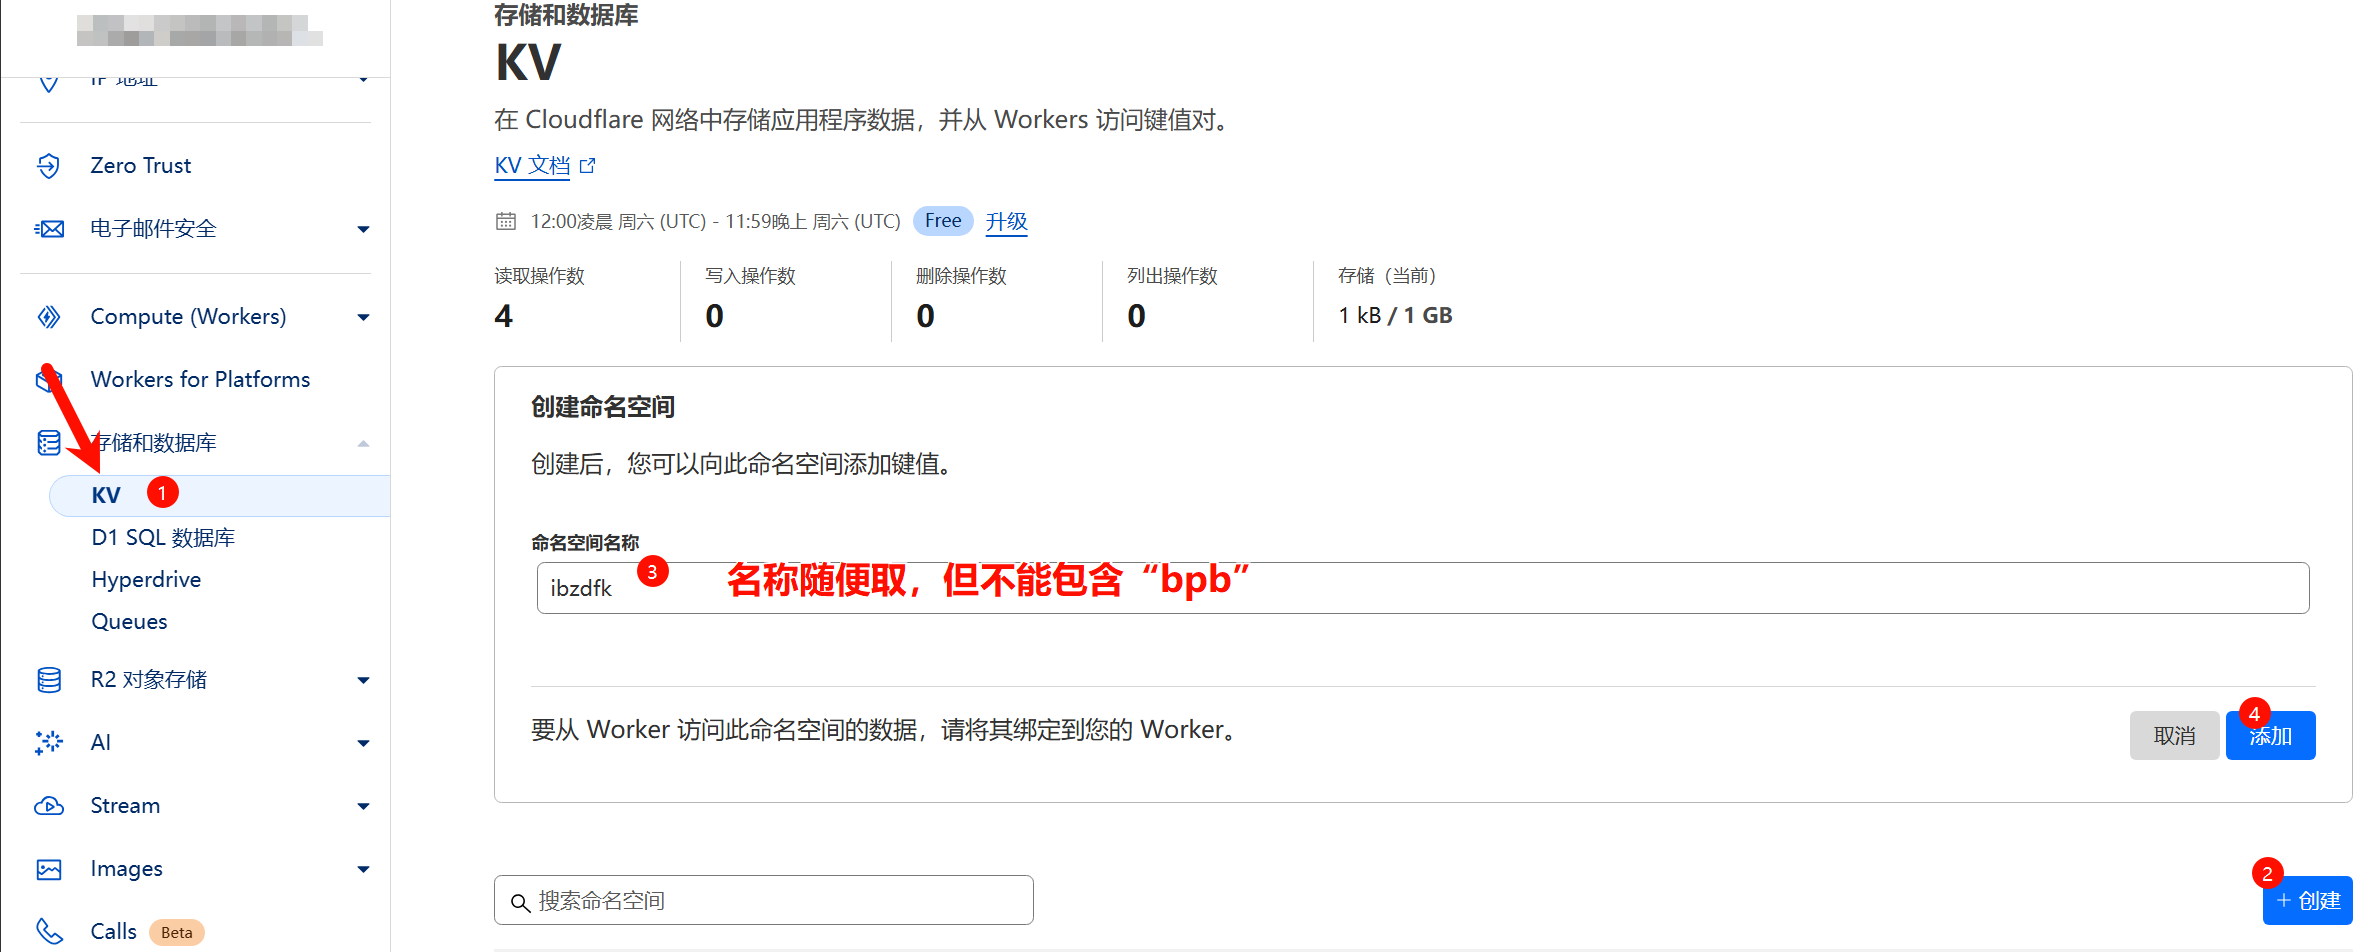 IP 地址
Zero Trust
电子邮件安全
Compute (Workers)
Workers for Platforms
存储和数据库
KV
1
D1 SQL 数据库
Hyperdrive
Queues
R2 对象存储
AI
Stream
Images
Calls Beta
存储和数据库
KV
在 Cloudflare 网络中存储应用程序数据，并从 Workers 访问键值对。
KV 文档
12:00凌晨 周六 (UTC) - 11:59晚上 周六 (UTC) Free 升级
读取操作数 写入操作数 删除操作数 列出操作数 存储（当前）
4 0 0 0 1 kB / 1 GB
创建命名空间
创建后，您可以向此命名空间添加键值。
命名空间名称
ibzdfk 3 名称随便取，但不能包含“bpb”
要从 Worker 访问此命名空间的数据，请将其绑定到您的 Worker。
取消 4 添加
搜索命名空间
2 + 创建